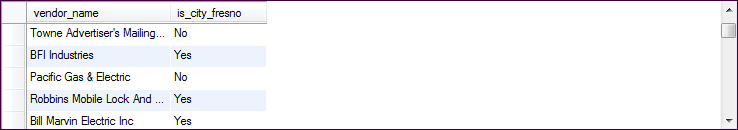 vendor_name is_city_fresno
Towne Advertiser's Mailing... No
BFI Industries Yes
Pacific Gas & Electric No
Robbins Mobile Lock And ... Yes
Bill Marvin Electric Inc Yes